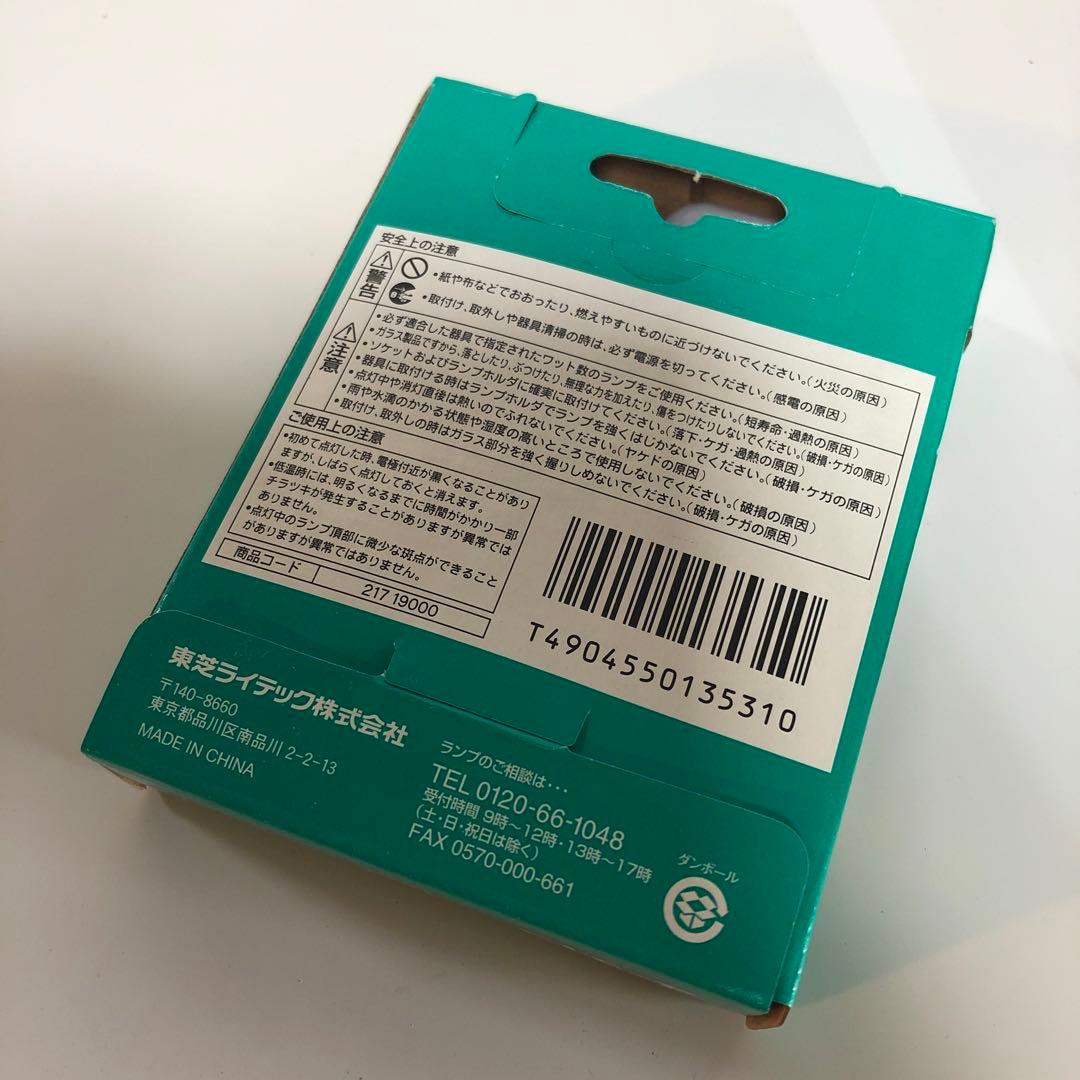 安全上の注意
警告
・紙や布などでおおったり、燃えやすいものに近づけないでください。(火災の原因)
・取付け、取外しや器具清掃の時は、必ず電源を切ってください。(感電の原因)
注意
・必ず適合した器具で指定されたワット数のランプをご使用ください。(短寿命・過熱の原因)
・ガラス製品ですから、落としたり、ぶつけたり、無理な力を加えたり、傷をつけたりしないでください。(破損・ケガの原因)
・ソケットおよびランプホルダに確実に取付けてください。(落下・ケガ・過熱の原因)
・器具に取付ける時はランプホルダでランプを強くはじかないでください。(破損・ケガの原因)
・点灯中や消灯直後は熱いのでふれないでください。(ヤケドの原因)
・雨や水滴のかかる状態や湿度の高いところで使用しないでください。(破損の原因)
・取付け、取外しの時はガラス部分を強く握りしめないでください。(破損・ケガの原因)
ご使用上の注意
・初めて点灯した時、電極付近が黒くなることがあり
ますが、しばらく点灯しておくと消えます。
・低温時には、明るくなるまでに時間がかかり一部
チラツキが発生することがありますが異常では
ありません。
・点灯中のランプ頂部に微少な斑点ができること
がありますが異常ではありません。
商品コード 217 19000
T4904550135310
東芝ライテック株式会社
〒140-8660
東京都品川区南品川 2-2-13
MADE IN CHINA
ランプのご相談は・・・
TEL 0120-66-1048
受付時間 9時〜12時・13時〜17時
(土・日・祝日は除く)
FAX 0570-000-661
ダンボール